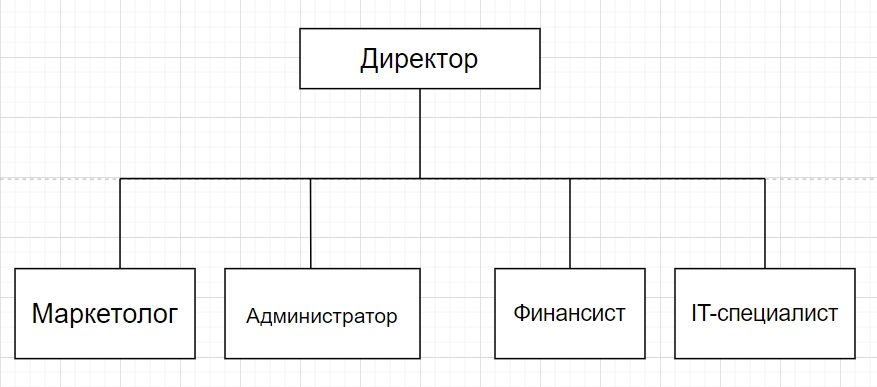 Директор
Маркетолог
Администратор
Финансист
IT-специалист